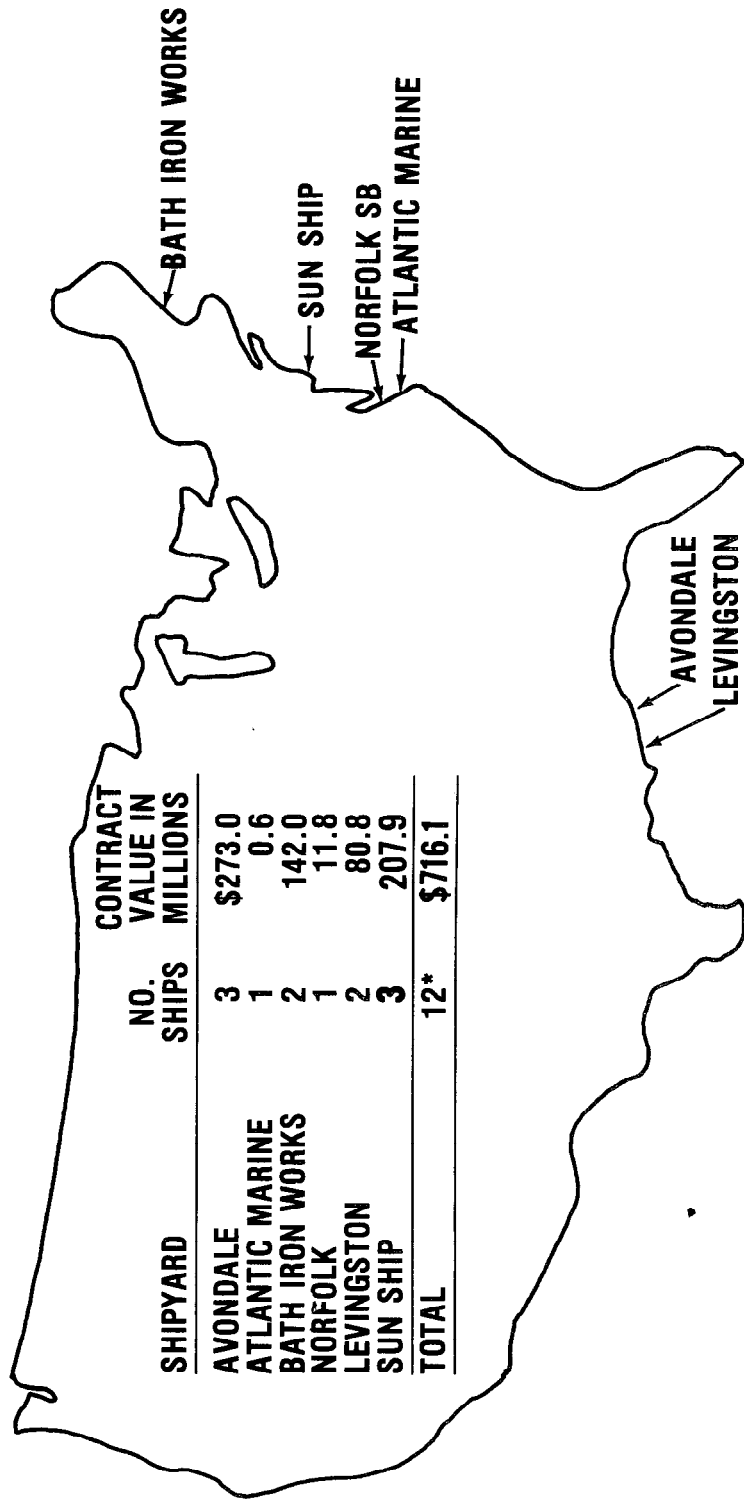 SHIPYARD NO. SHIPS CONTRACT VALUE IN MILLIONS
AVONDALE 3 $273.0
ATLANTIC MARINE 1 0.6
BATH IRON WORKS 2 142.0
NORFOLK 1 11.8
LEVINGSTON 2 80.8
SUN SHIP 3 207.9
TOTAL 12* $716.1
BATH IRON WORKS
SUN SHIP
NORFOLK SB
ATLANTIC MARINE
AVONDALE
LEVINGSTON